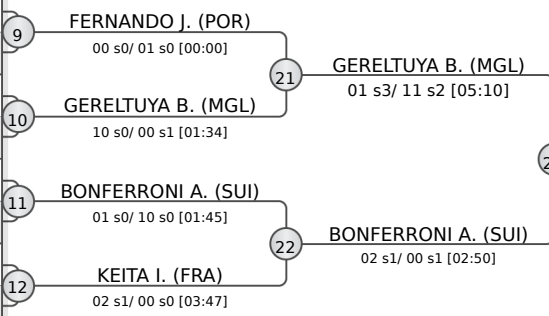 9
FERNANDO J. (POR)
00 s0/ 01 s0 [00:00]
21
GERELTUYA B. (MGL)
01 s3/ 11 s2 [05:10]
10
GERELTUYA B. (MGL)
10 s0/ 00 s1 [01:34]
11
BONFERRONI A. (SUI)
01 s0/ 10 s0 [01:45]
22
BONFERRONI A. (SUI)
02 s1/ 00 s1 [02:50]
12
KEITA I. (FRA)
02 s1/ 00 s0 [03:47]